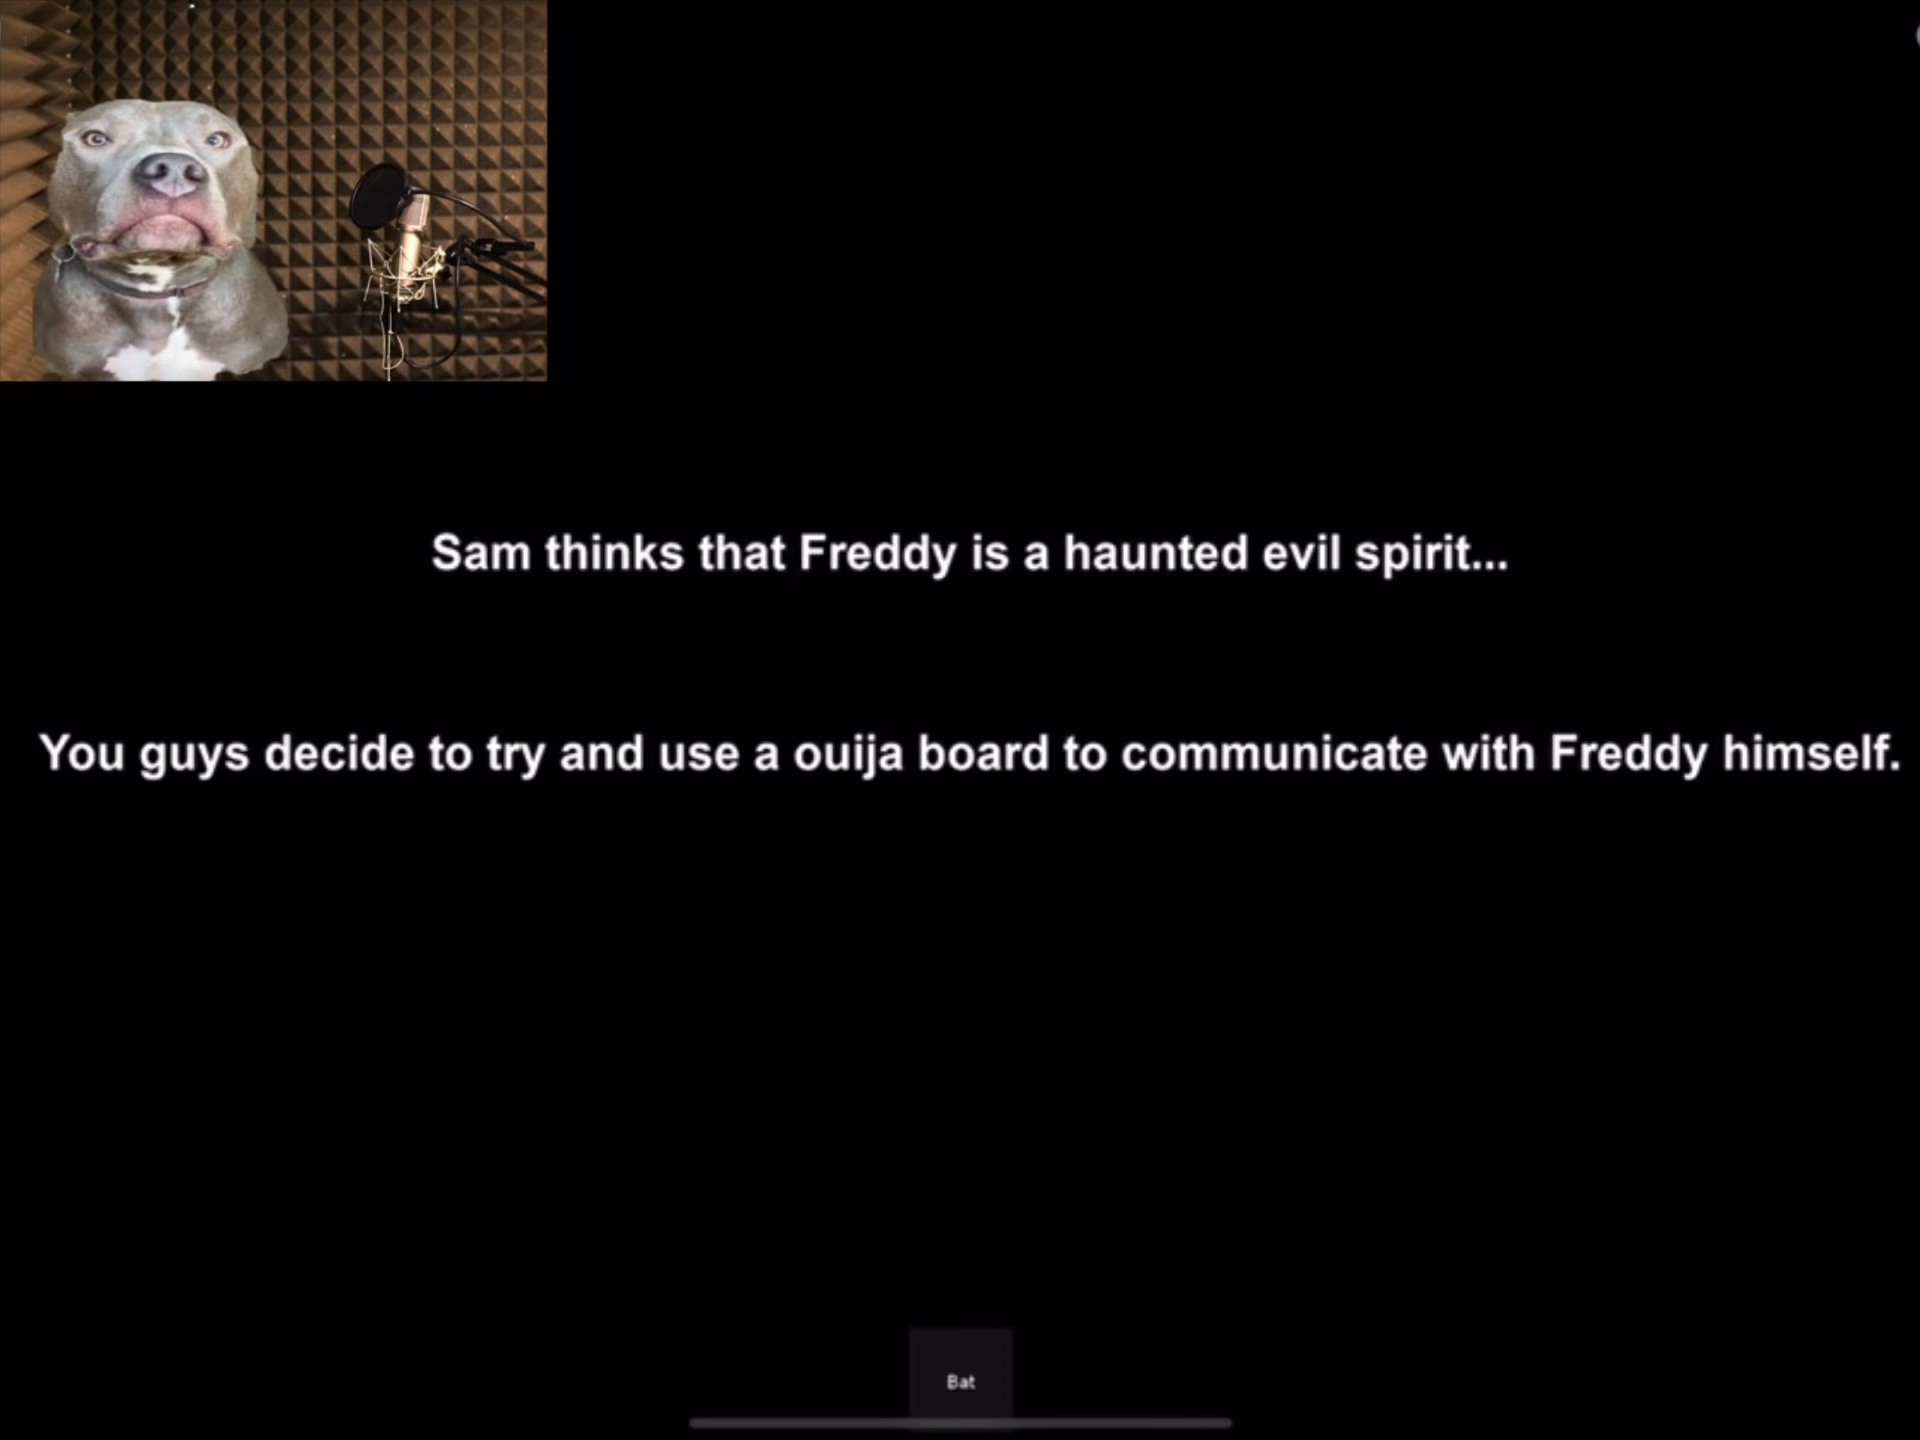 Sam thinks that Freddy is a haunted evil spirit...
You guys decide to try and use a ouija board to communicate with Freddy himself.
Bat